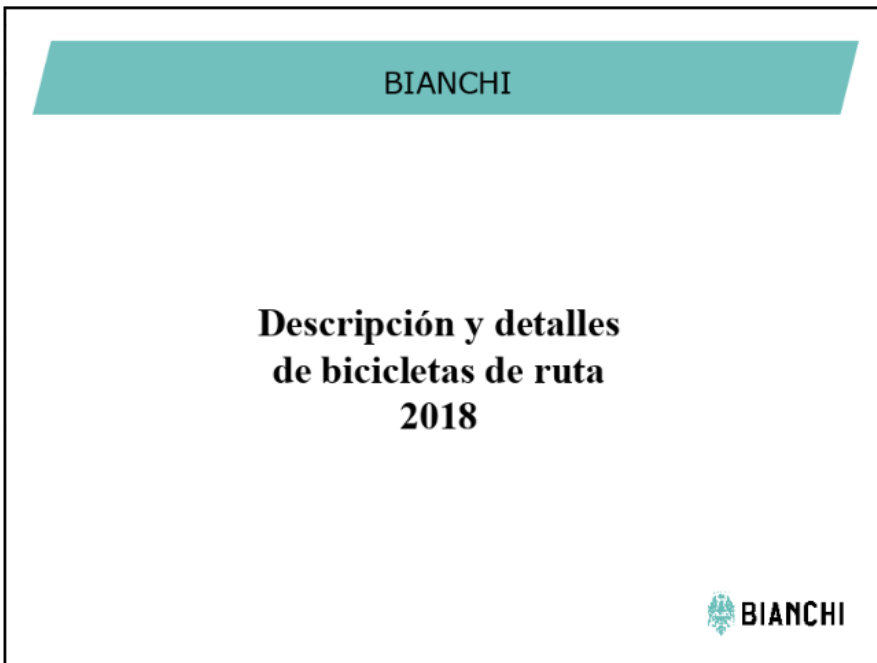 BIANCHI
Descripción y detalles
de bicicletas de ruta
2018
BIANCHI